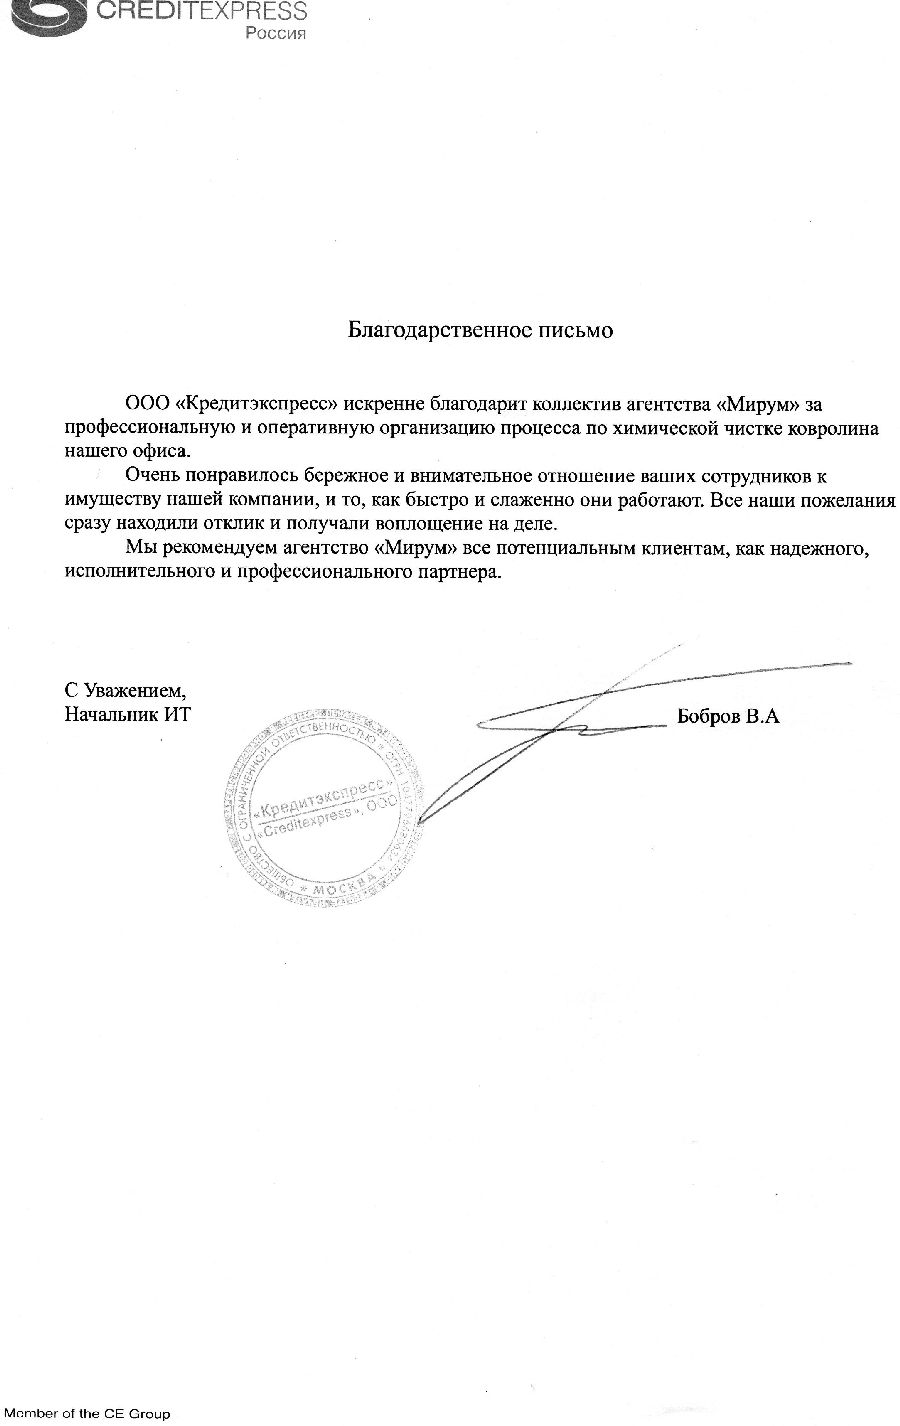 CREDITEXPRESS
Россия
Благодарственное письмо
ООО «Кредитэкспресс» искренне благодарит коллектив агентства «Мирум» за
профессиональную и оперативную организацию процесса по химической чистке ковролина
нашего офиса.
Очень понравилось бережное и внимательное отношение ваших сотрудников к
имуществу нашей компании, и то, как быстро и слаженно они работают. Все наши пожелания
сразу находили отклик и получали воплощение на деле.
Мы рекомендуем агентство «Мирум» все потенциальным клиентам, как надежного,
исполнительного и профессионального партнера.
С Уважением,
Начальник ИТ
Бобров В.А
ОБЩЕСТВО С ОГРАНИЧЕННОЙ ОТВЕТСТВЕННОСТЬЮ * ОГРН
«Кредитэкспресс»
«Creditexpress», ООО
* МОСКВА
Member of the CE Group